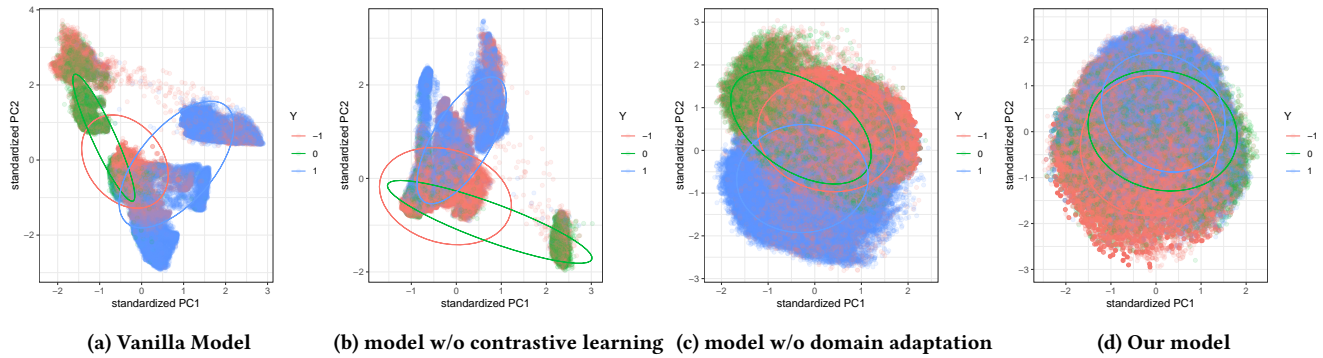 4
2
0
−2
−2 −1 0 1 2 3
standardized PC1
standardized PC2
Y
−1
0
1
(a) Vanilla Model
3
2
1
0
−1
−2
−1 0 1 2 3
standardized PC1
standardized PC2
Y
−1
0
1
(b) model w/o contrastive learning
3
2
1
0
−1
−2
−3
−2 −1 0 1 2
standardized PC1
standardized PC2
Y
−1
0
1
(c) model w/o domain adaptation
2
1
0
−1
−2
−3
−2 −1 0 1 2
standardized PC1
standardized PC2
Y
−1
0
1
(d) Our model